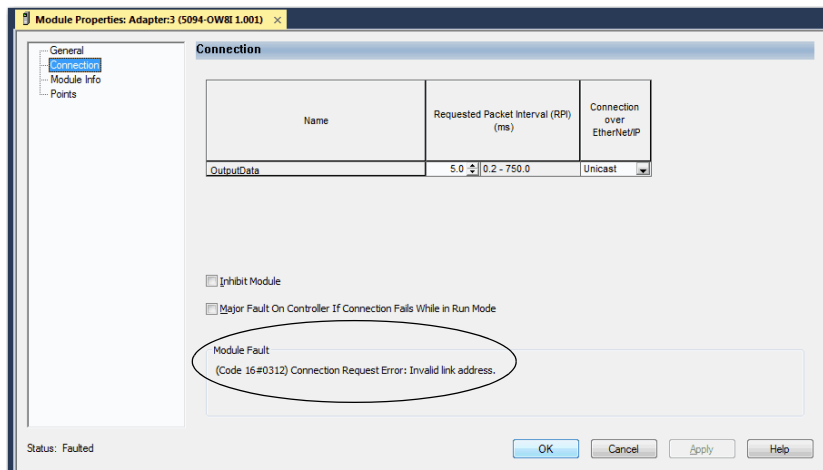 Module Properties: Adapter:3 (5094-OW8I 1.001) ×
General
Connection
Module Info
Points
Connection
Name
Requested Packet Interval (RPI)
(ms)
Connection
over
EtherNet/IP
OutputData
5.0
0.2 - 750.0
Unicast
Inhibit Module
Major Fault On Controller If Connection Fails While in Run Mode
Module Fault
(Code 16#0312) Connection Request Error: Invalid link address.
Status: Faulted
OK
Cancel
Apply
Help